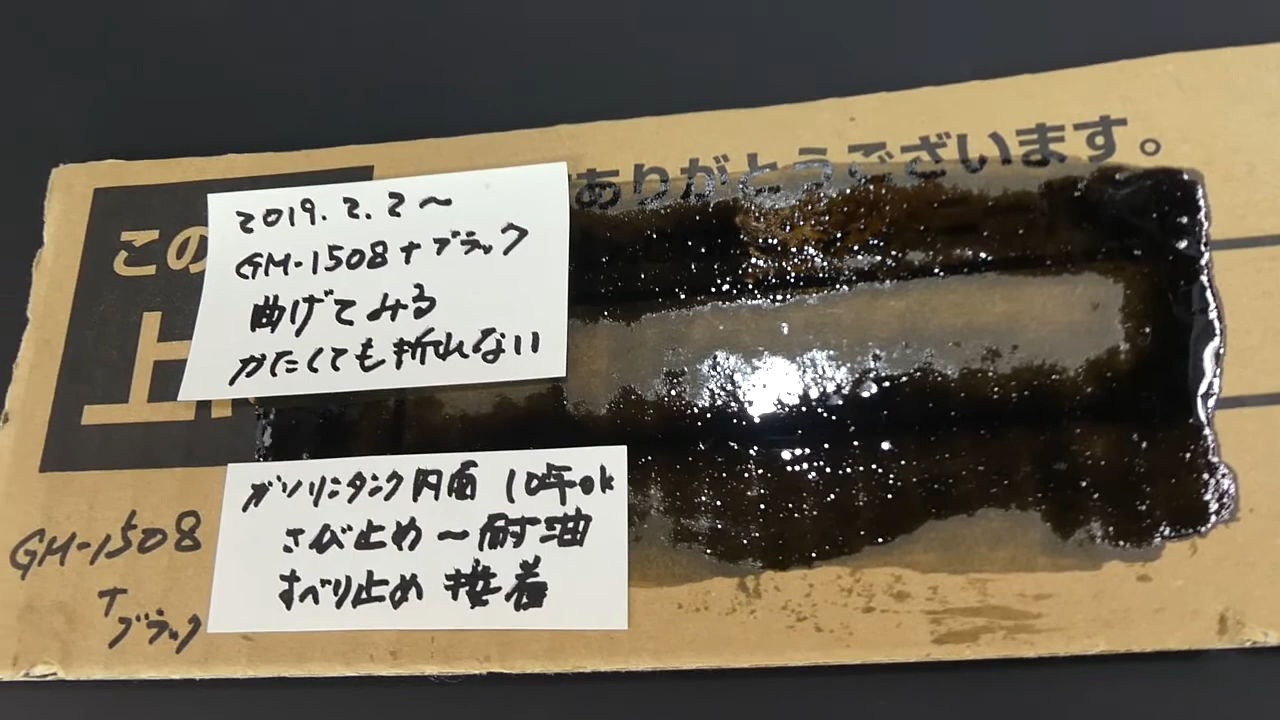 ありがとうございます。
この
上
2019.2.2〜
GM-1508+ブラック
曲げてみる
かたくても折れない
ガソリンタンク内面 10年ok
さび止め〜耐油
すべり止め 接着
GM-1508
+
ブラック